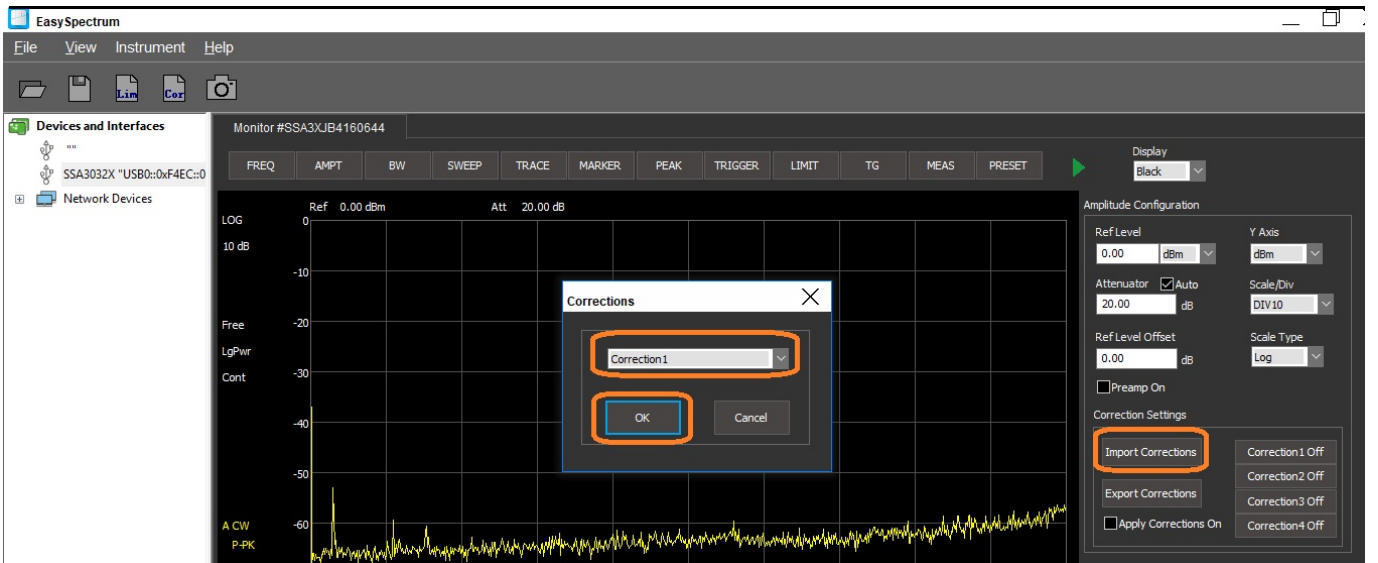 EasySpectrum
File View Instrument Help
Lim Cor
Devices and Interfaces
""
SSA3032X "USB0::0xF4EC::0
Network Devices
Monitor #SSA3XJB4160644
FREQ AMPT BW SWEEP TRACE MARKER PEAK TRIGGER LIMIT TG MEAS PRESET
Display
Black
Ref 0.00 dBm Att 20.00 dB
LOG
10 dB
Free
LgPwr
Cont
A CW
P-PK
0
-10
-20
-30
-40
-50
-60
Corrections
Correction1
OK Cancel
Amplitude Configuration
Ref Level Y Axis
0.00 dBm dBm
Attenuator Auto Scale/Div
20.00 dB DIV10
Ref Level Offset Scale Type
0.00 dB Log
Preamp On
Correction Settings
Import Corrections Correction1 Off
Correction2 Off
Export Corrections Correction3 Off
Apply Corrections On Correction4 Off